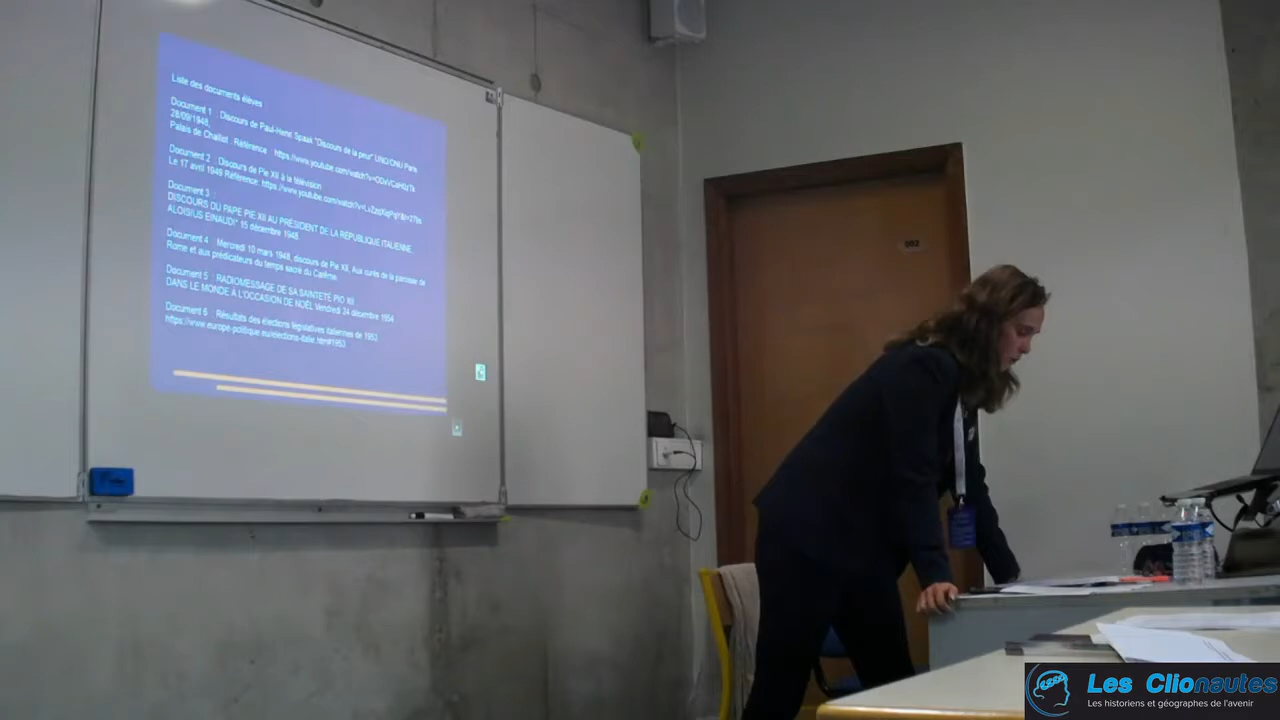 Liste des documents élèves
Document 1 : Discours de Paul-Henri Spaak "Discours de la peur" UNO/ONU Paris
28/09/1948,
Palais de Chaillot : Référence : https://www.youtube.com/watch?v=
Document 2 : Discours de Pie XII à la télévision
Le 17 avril 1949 Référence: https://www.youtube.com/watch?v=
Document 3 :
DISCOURS DU PAPE PIE XII AU PRÉSIDENT DE LA RÉPUBLIQUE ITALIENNE,
ALOISIUS EINAUDI* 15 décembre 1948.
Document 4 : Mercredi 10 mars 1948, discours de Pie XII, Aux curés de la paroisse de
Rome et aux prédicateurs du temps sacré du Carême.
Document 5 : RADIOMESSAGE DE SA SAINTETÉ PIO XII
DANS LE MONDE À L'OCCASION DE NOËL Vendredi 24 décembre 1954
Document 6 : Résultats des élections législatives italiennes de 1953
https://www.europe-politique.eu/elections-italie.htm#1953
002
Les Clionautes
Les historiens et géographes de l'avenir